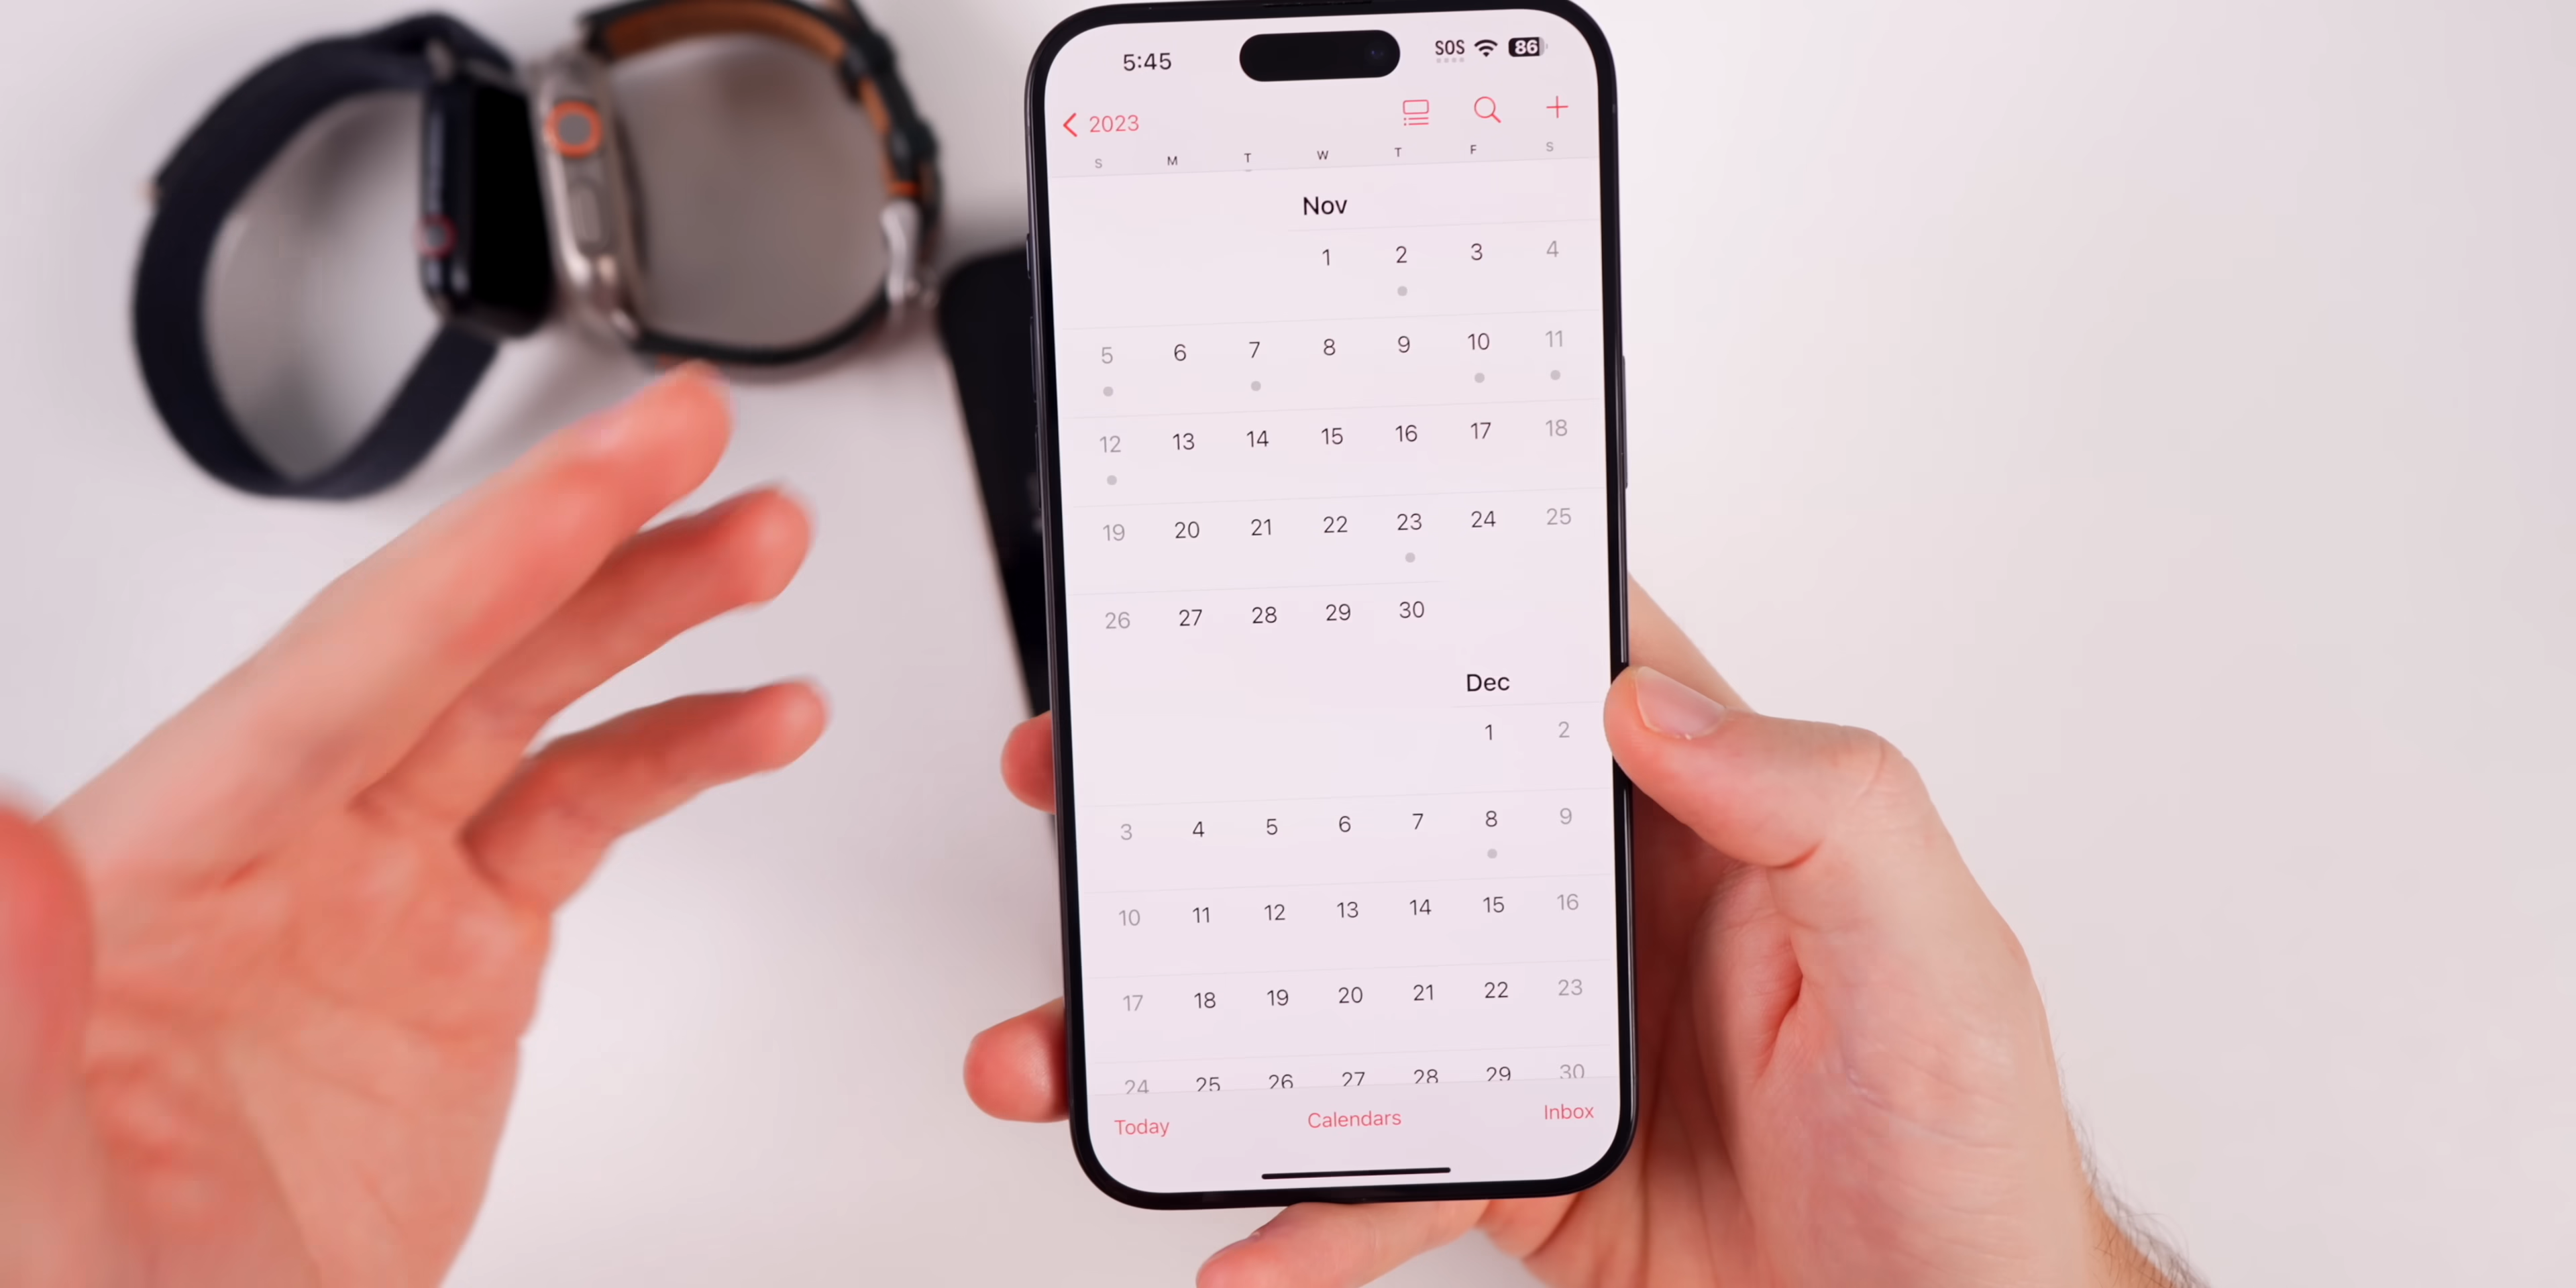 5:45 SOS 86
2023
S M T W T F S
Nov
1 2 3 4
5 6 7 8 9 10 11
12 13 14 15 16 17 18
19 20 21 22 23 24 25
26 27 28 29 30
Dec
1 2
3 4 5 6 7 8 9
10 11 12 13 14 15 16
17 18 19 20 21 22 23
24 25 26 27 28 29 30
Today Calendars Inbox